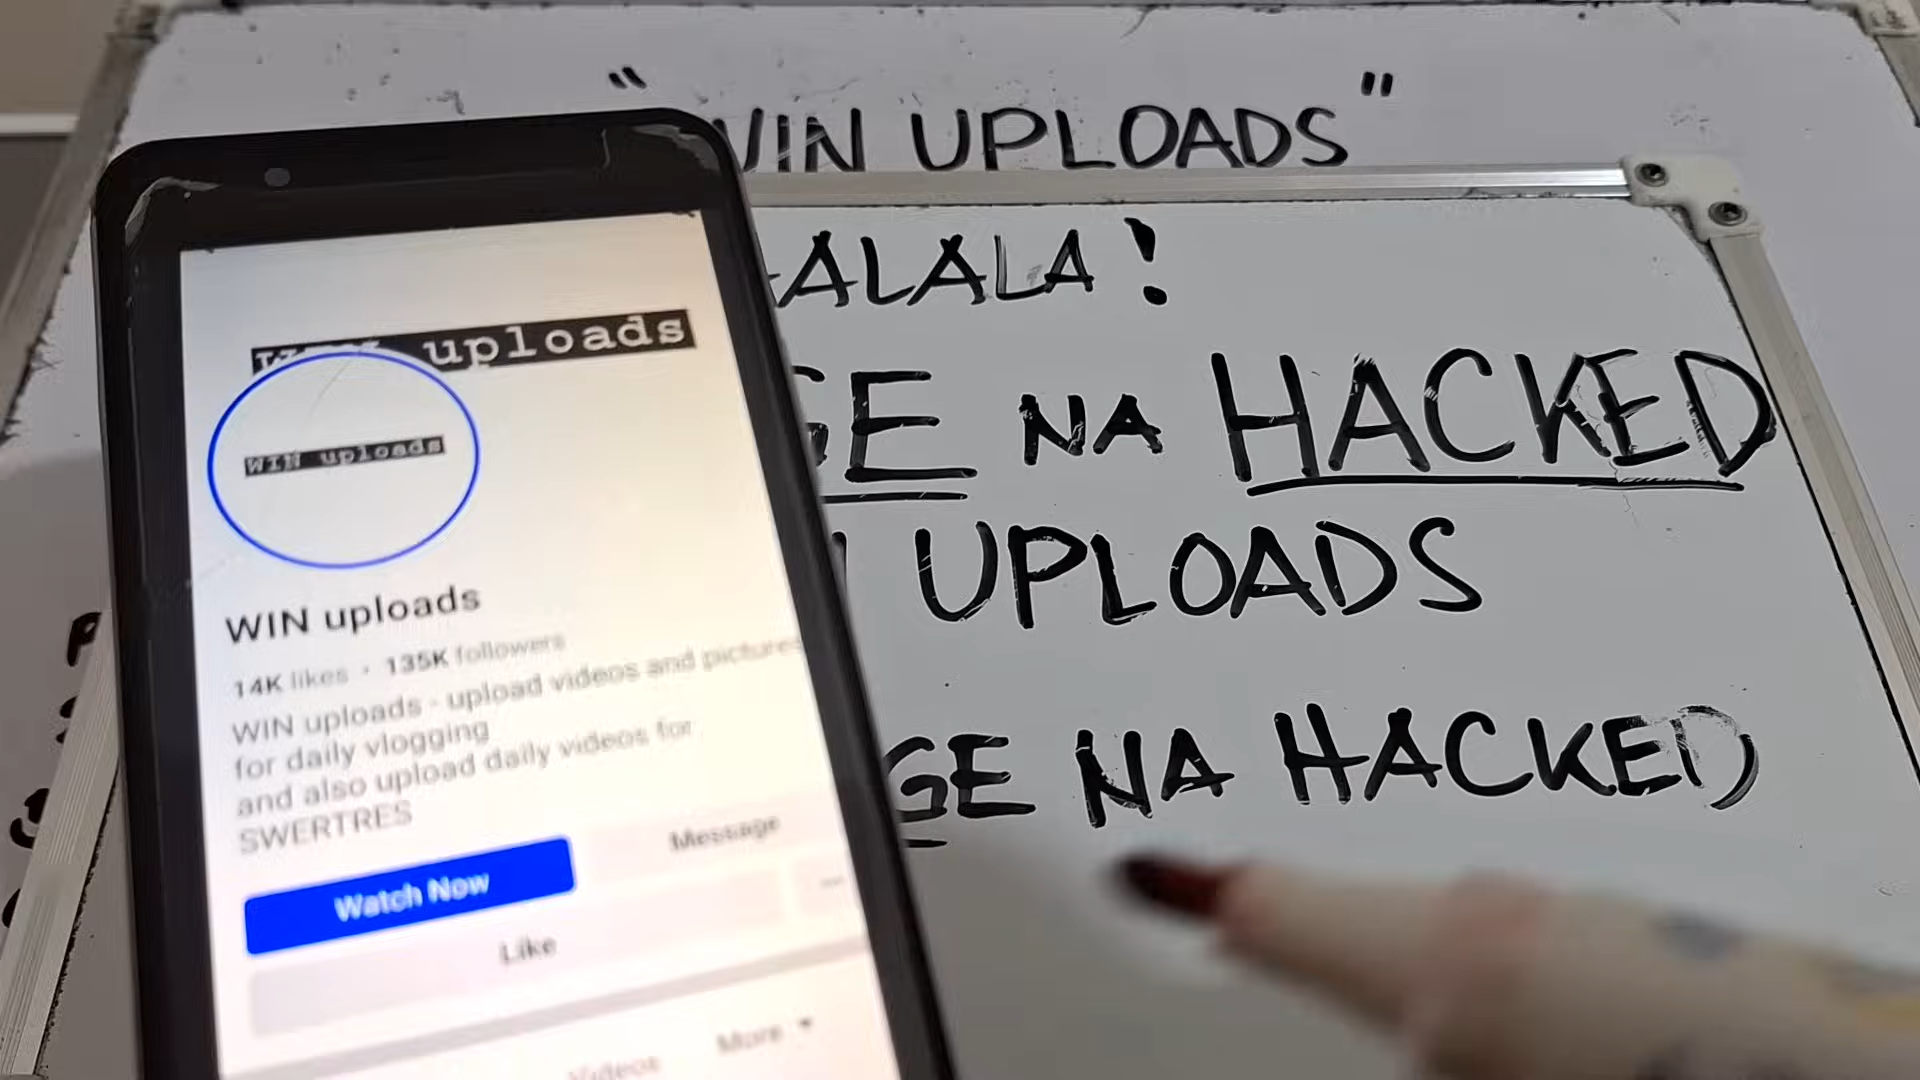 " WIN UPLOADS "
ALALA!
GE NA HACKED
UPLOADS
GE NA HACKED
uploads
WIN uploads
WIN uploads
14K likes · 135K followers
WIN uploads - upload videos and pictures
for daily vlogging
and also upload daily videos for
SWERTRES
Watch Now
Message
Like
Videos
More